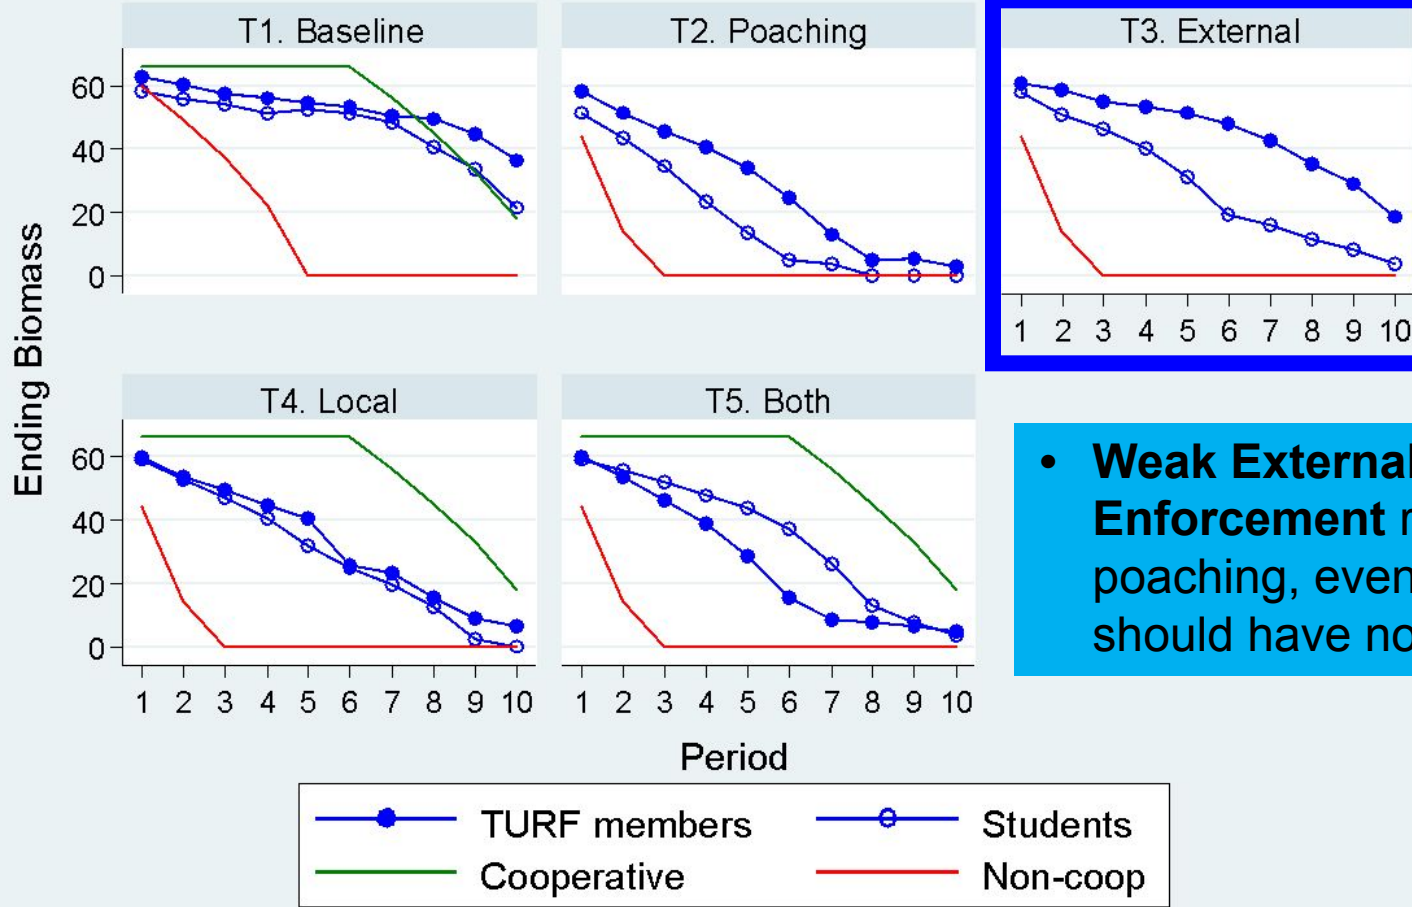 T1. Baseline
T2. Poaching
T3. External
60
40
20
0
1 2 3 4 5 6 7 8 9 10
Ending Biomass
T4. Local
T5. Both
60
40
20
0
1 2 3 4 5 6 7 8 9 10
1 2 3 4 5 6 7 8 9 10
Period
• Weak External
Enforcement
poaching, even
should have no
TURF members
Students
Cooperative
Non-coop